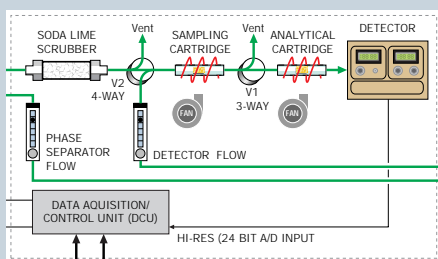 SODA LIME
SCRUBBER
Vent
SAMPLING
CARTRIDGE
Vent
ANALYTICAL
CARTRIDGE
DETECTOR
V2
4-WAY
V1
3-WAY
FAN
FAN
PHASE
SEPARATOR
FLOW
DETECTOR FLOW
DATA AQUISITION/
CONTROL UNIT (DCU)
HI-RES (24 BIT A/D INPUT